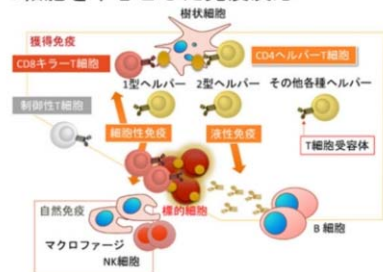 樹状細胞
獲得免疫
CD8キラーT細胞
CD4ヘルパーT細胞
1型ヘルパー
2型ヘルパー
その他各種ヘルパー
制御性T細胞
細胞性免疫
液性免疫
T細胞受容体
自然免疫
標的細胞
B 細胞
マクロファージ
NK細胞